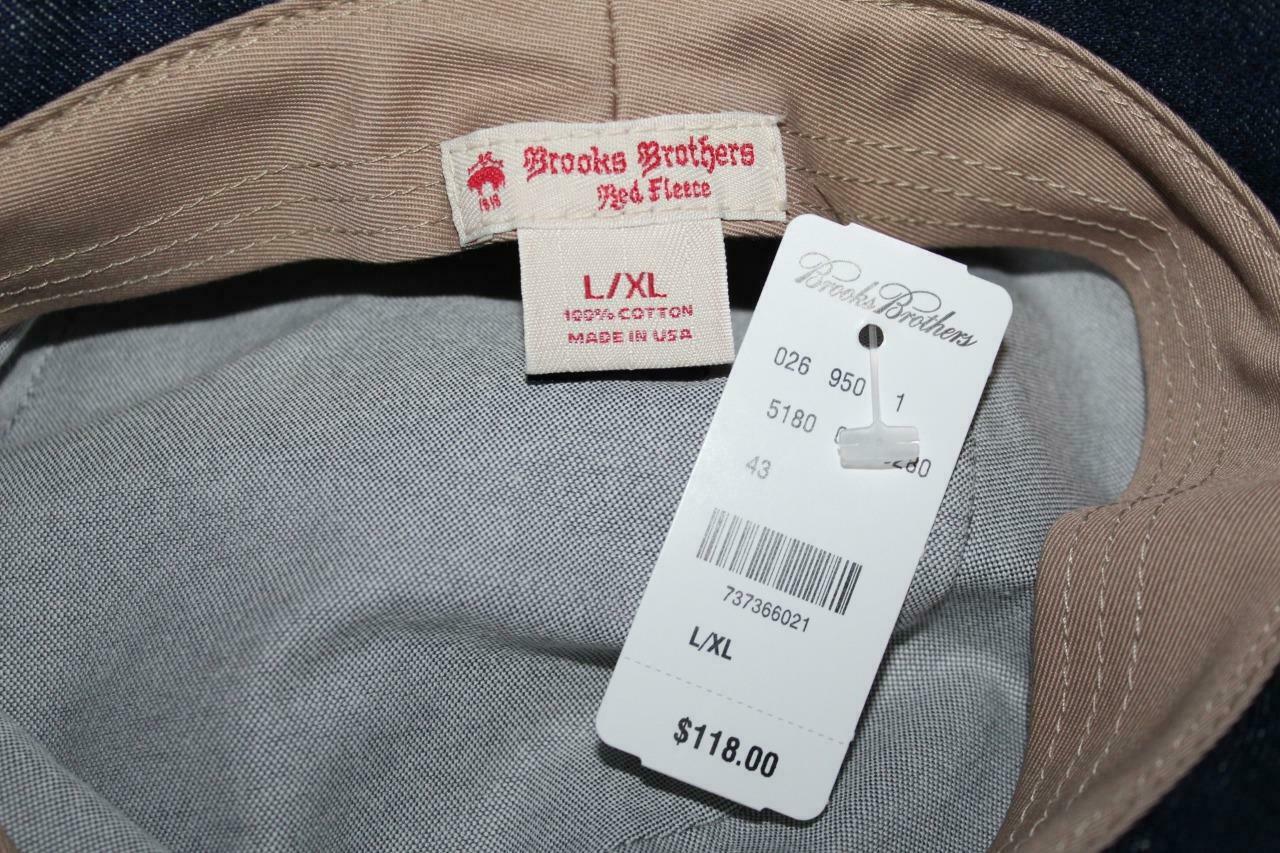 Brooks Brothers
Red Fleece
1818
L/XL
100% COTTON
MADE IN USA
Brooks Brothers
026 950 1
5180
43
737366021
L/XL
$118.00